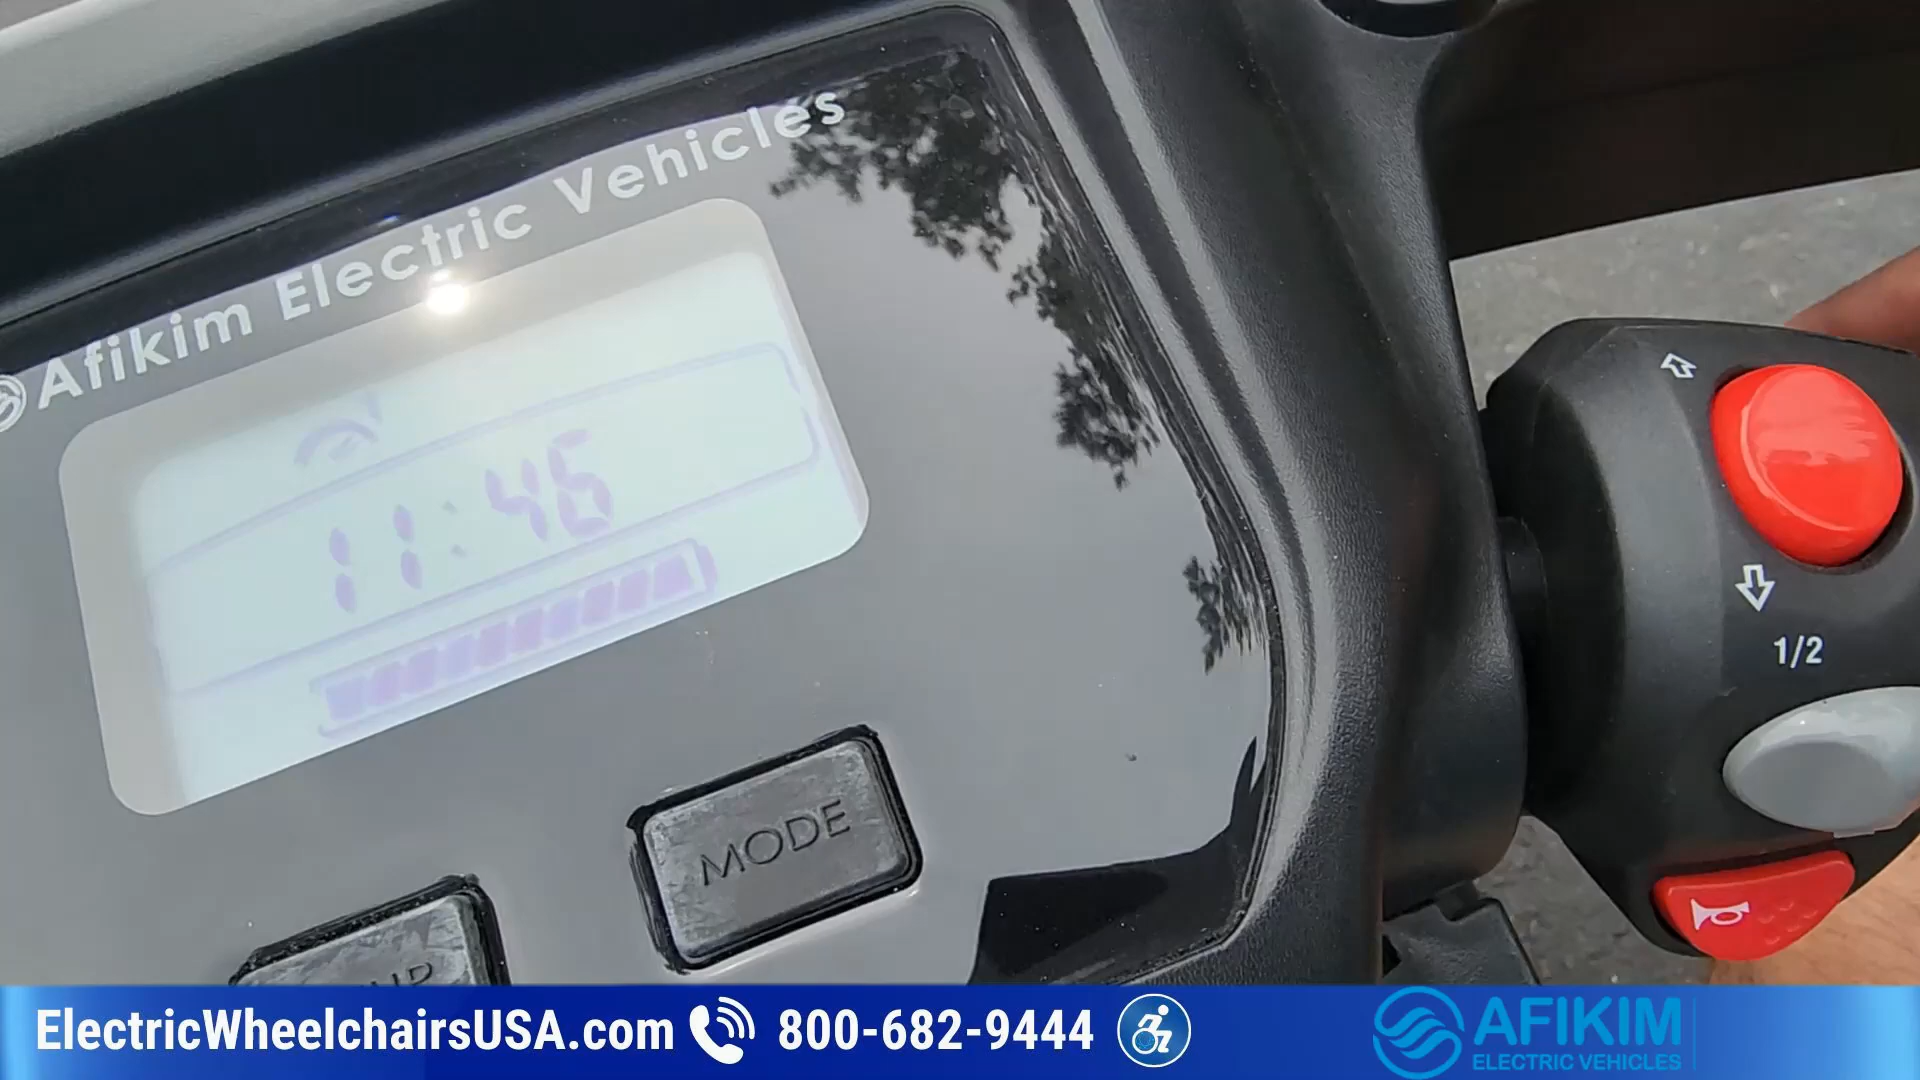 Afikim Electric Vehicles
11:46
MODE
1/2
ElectricWheelchairsUSA.com 800-682-9444
AFIKIM
ELECTRIC VEHICLES